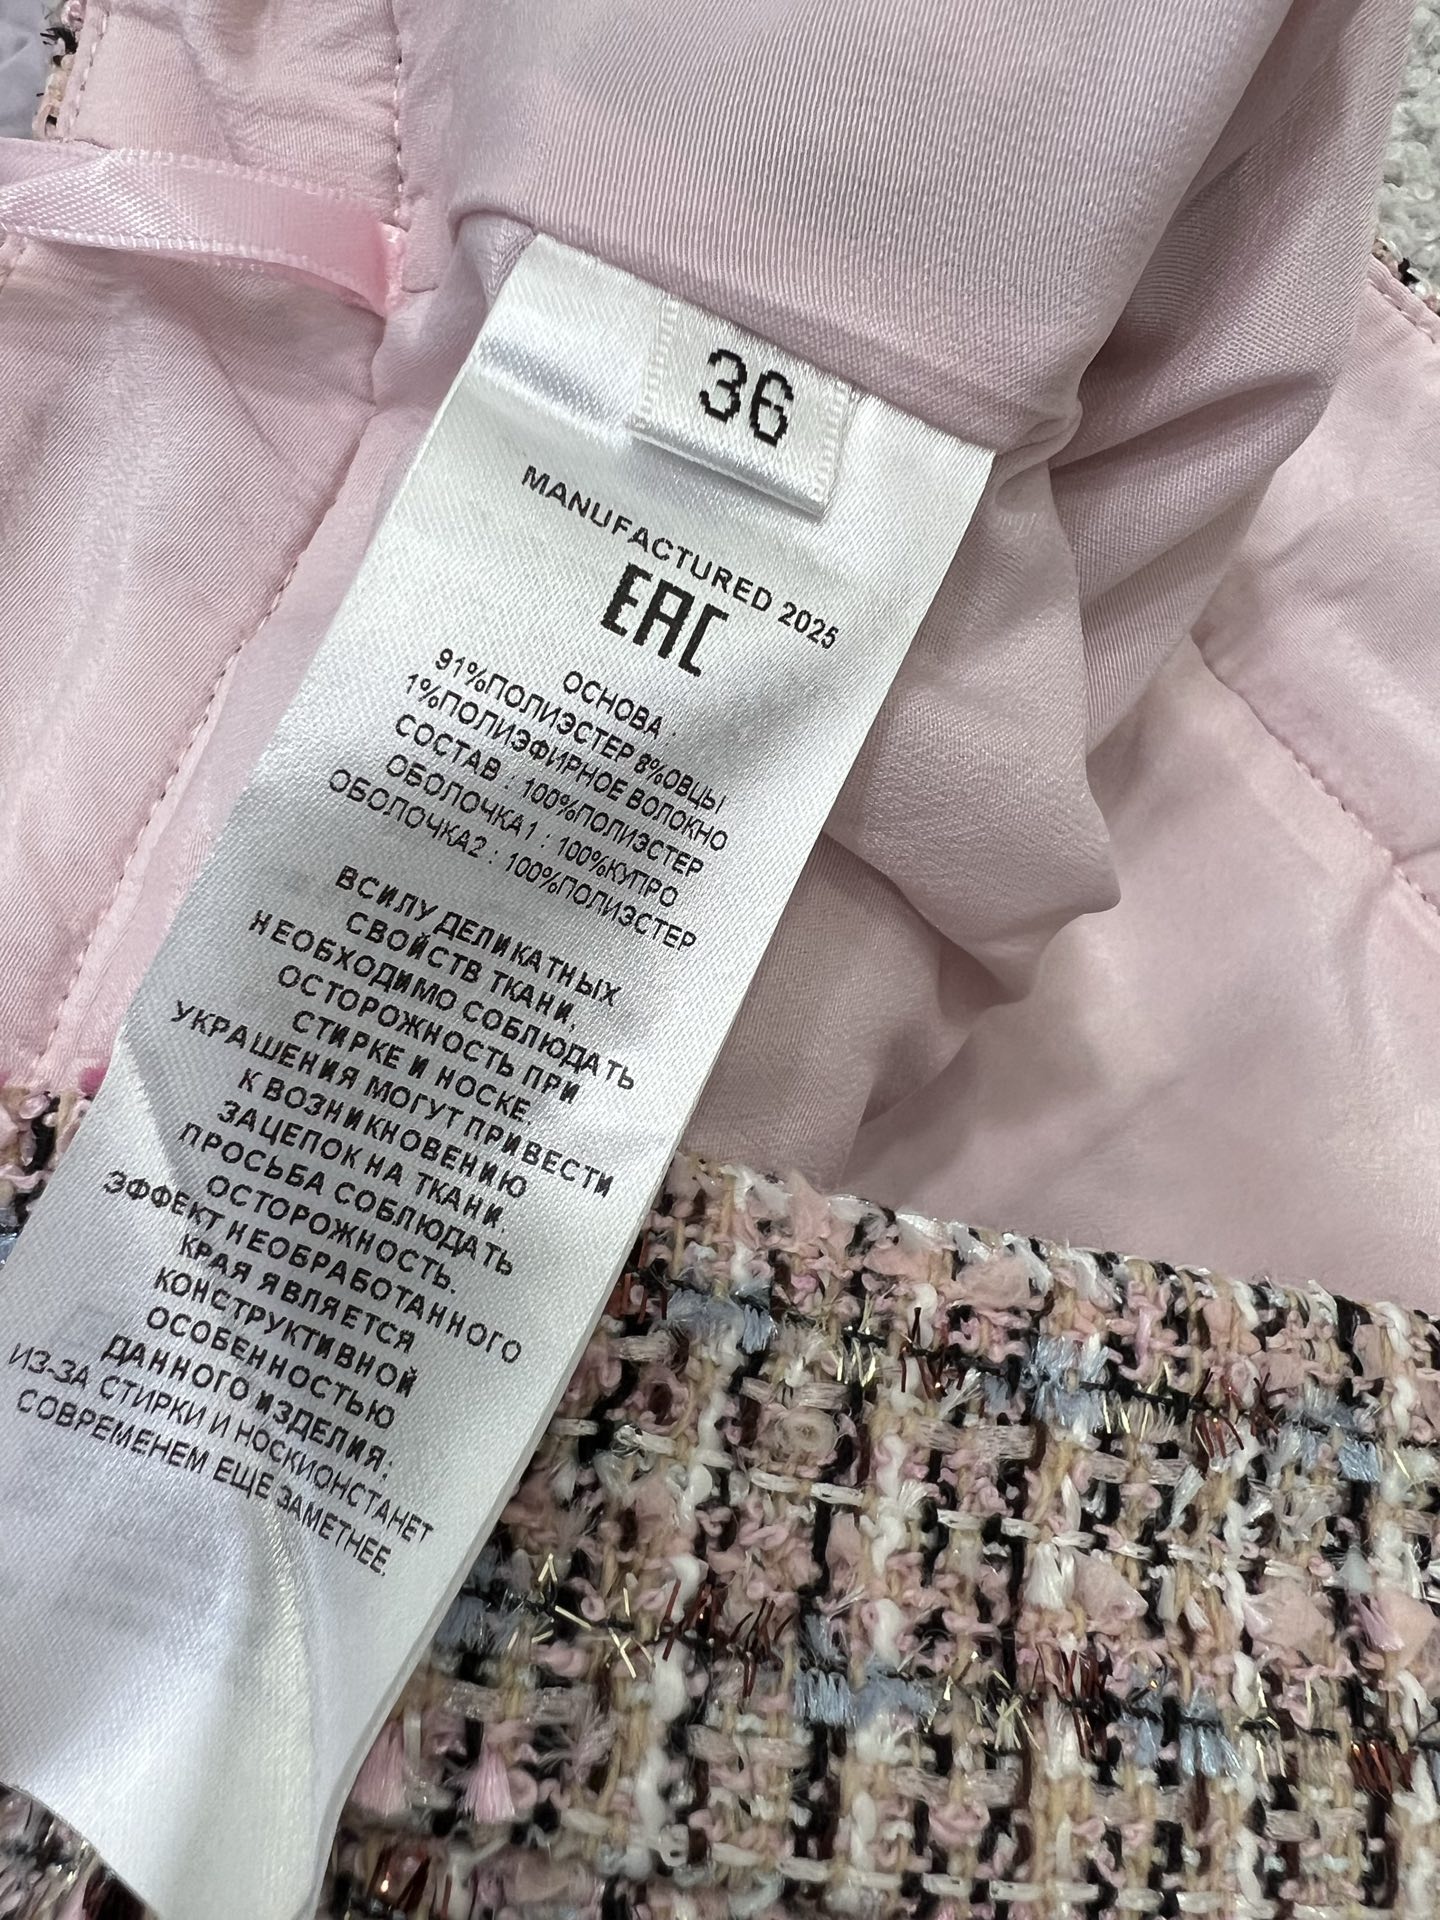 36
MANUFACTURED 2025
EAC
ОСНОВА :
91%ПОЛИЭСТЕР 8%ОВЦЫ
1%ПОЛИЭФИРНОЕ ВОЛОКНО
СОСТАВ : 100%ПОЛИЭСТЕР
ОБОЛОЧКА1 : 100%КУПРО
ОБОЛОЧКА2 : 100%ПОЛИЭСТЕР
ВСИЛУ ДЕЛИКАТНЫХ
СВОЙСТВ ТКАНИ,
НЕОБХОДИМО СОБЛЮДАТЬ
ОСТОРОЖНОСТЬ ПРИ
СТИРКЕ И НОСКЕ.
УКРАШЕНИЯ МОГУТ ПРИВЕСТИ
К ВОЗНИКНОВЕНИЮ
ЗАЦЕПОК НА ТКАНИ.
ПРОСЬБА СОБЛЮДАТЬ
ОСТОРОЖНОСТЬ.
ЭФФЕКТ НЕОБРАБОТАННОГО
КРАЯ ЯВЛЯЕТСЯ
КОНСТРУКТИВНОЙ
ОСОБЕННОСТЬЮ
ДАННОГО ИЗДЕЛИЯ;
ИЗ-ЗА СТИРКИ И НОСКИОНСТАНЕТ
СОВРЕМЕНЕМ ЕЩЕ ЗАМЕТНЕЕ.